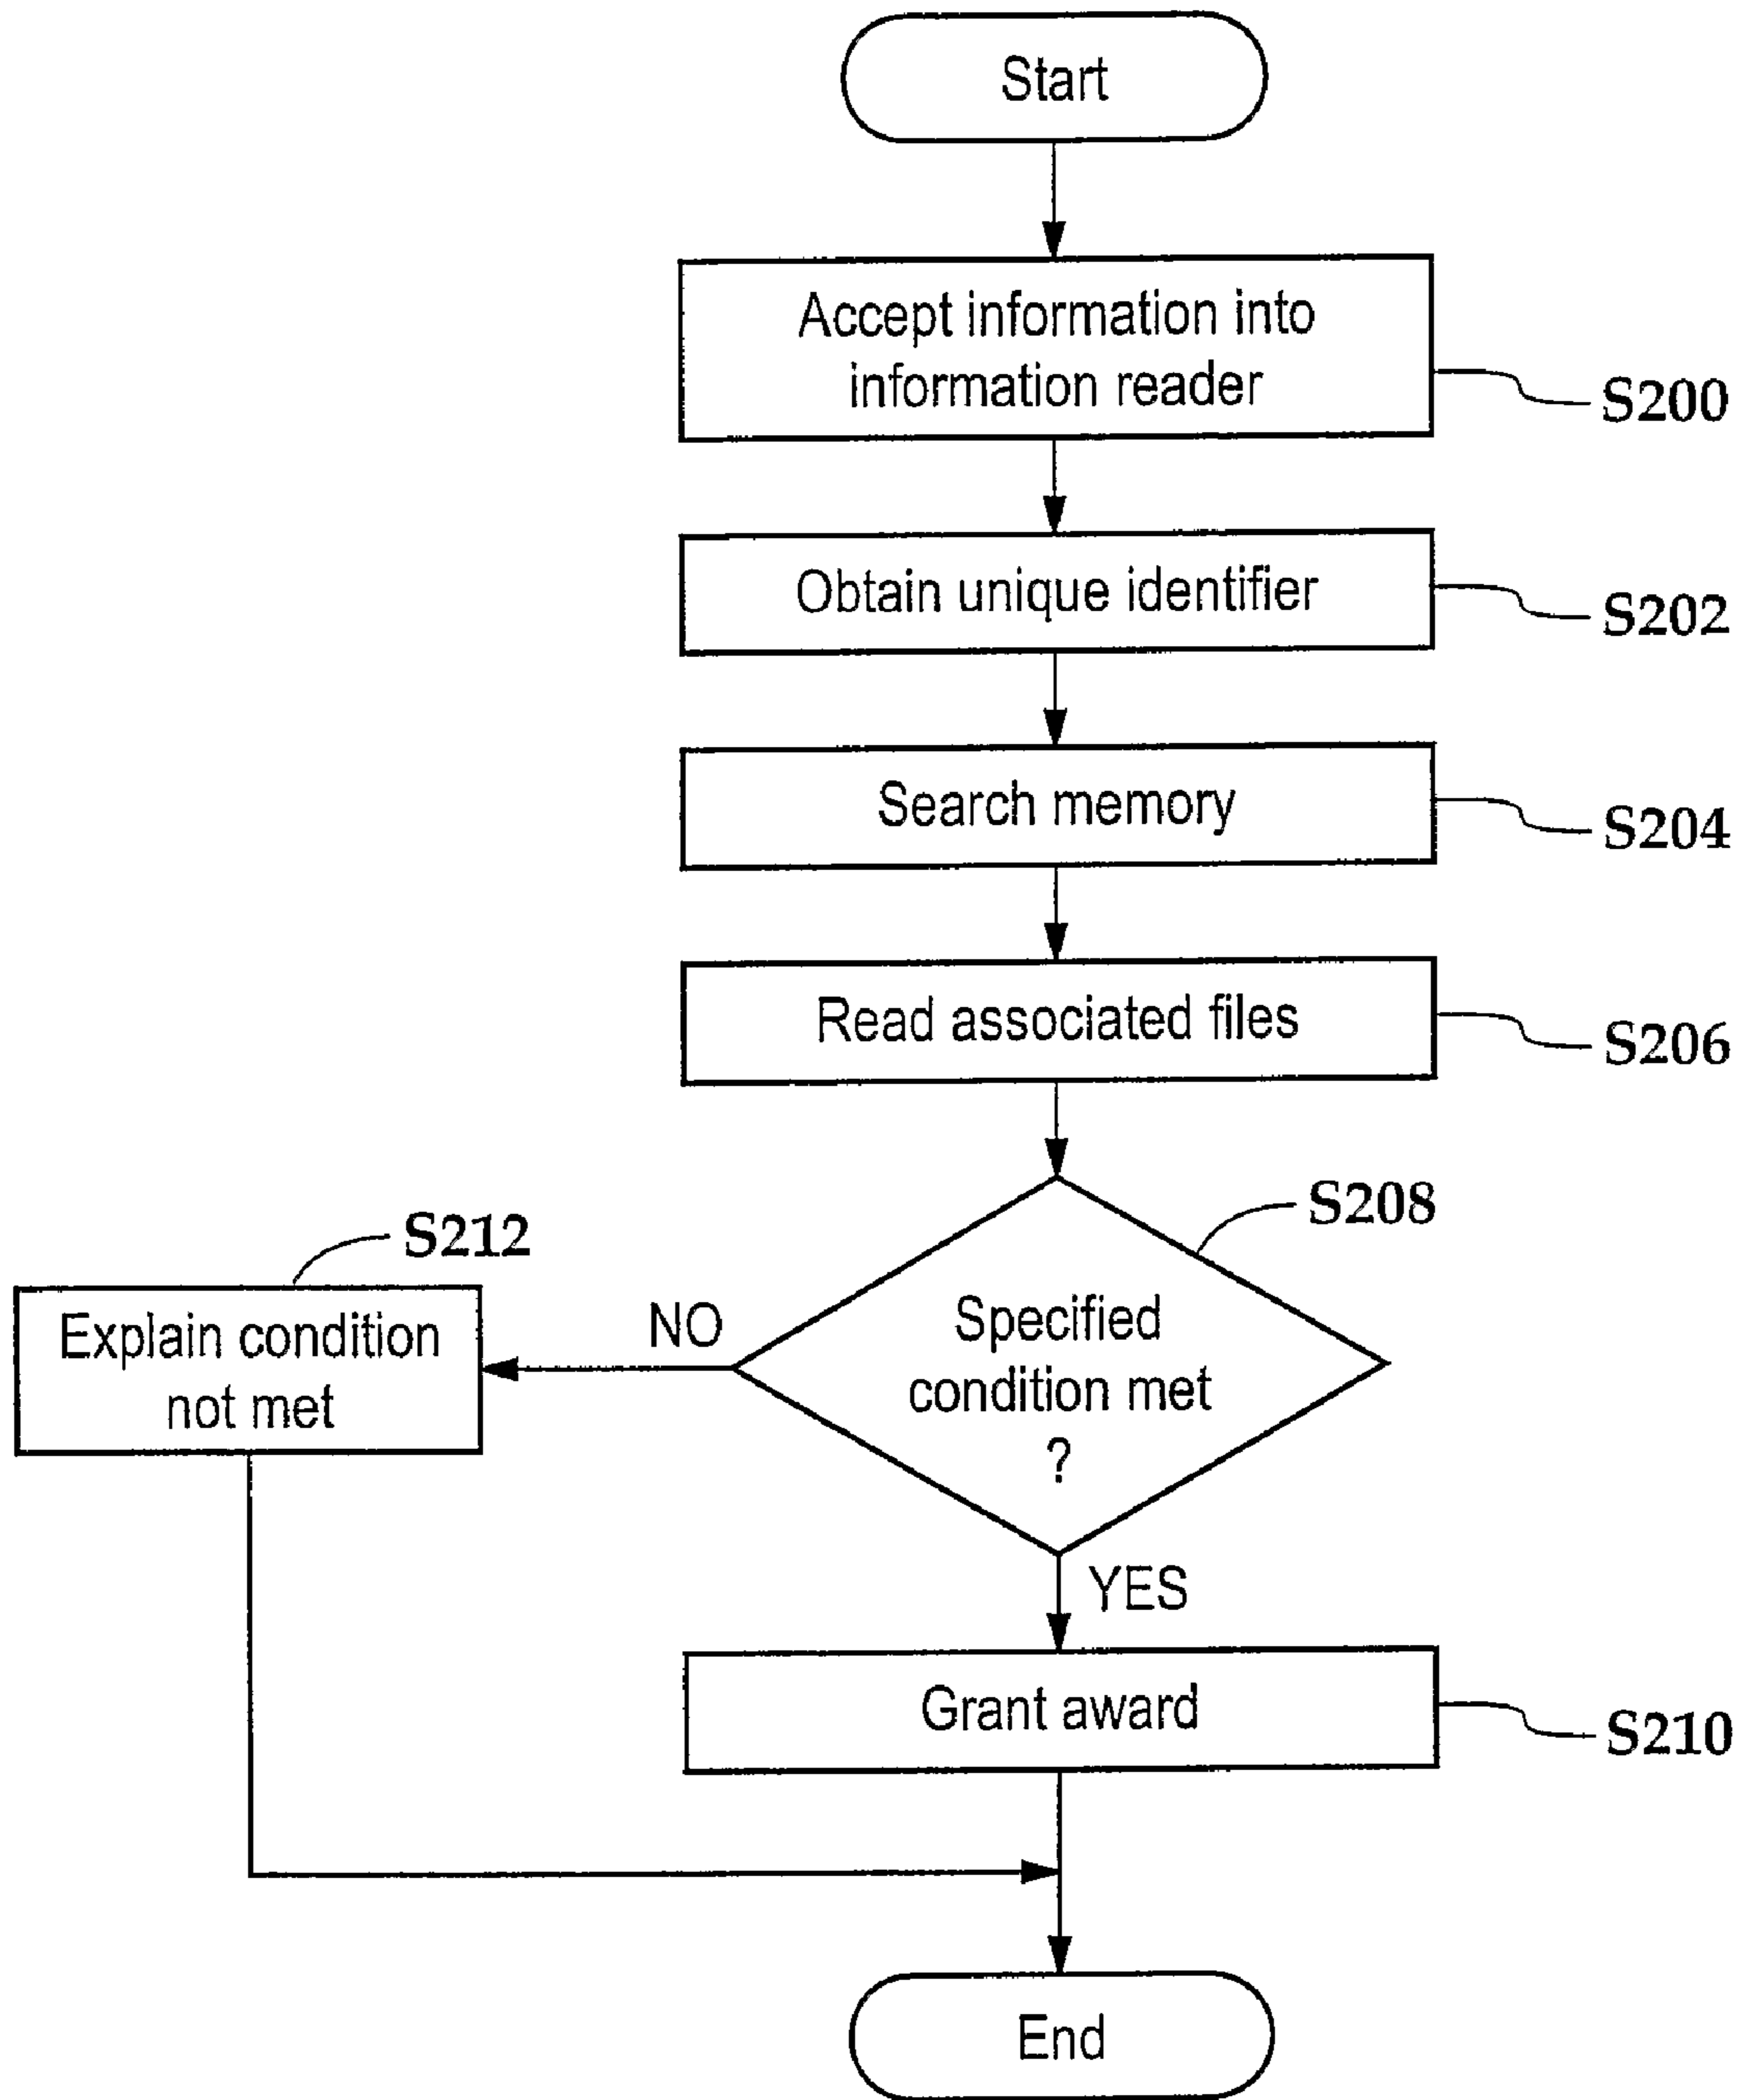 Start
Accept information into
information reader
S200
Obtain unique identifier
S202
Search memory
S204
Read associated files
S206
S208
Specified
condition met
?
NO
S212
Explain condition
not met
YES
Grant award
S210
End